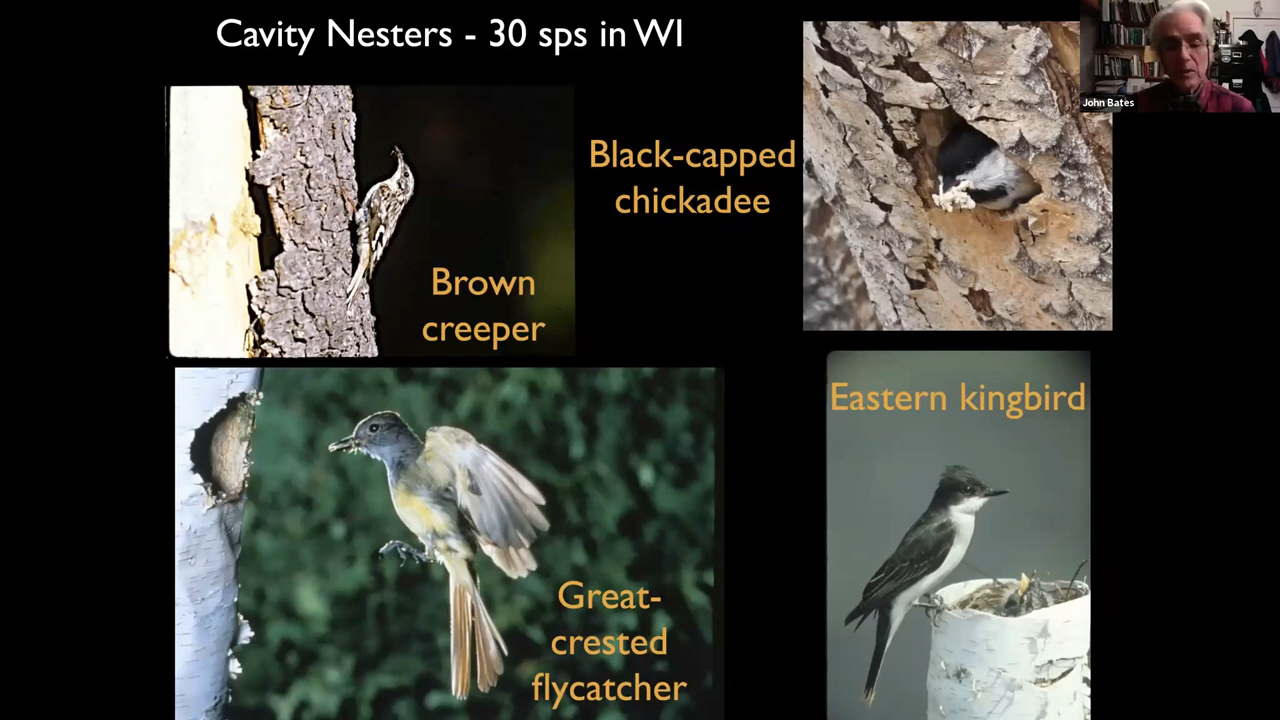 Cavity Nesters - 30 sps in WI
John Bates
Black-capped
chickadee
Brown
creeper
Eastern kingbird
Great-
crested
flycatcher